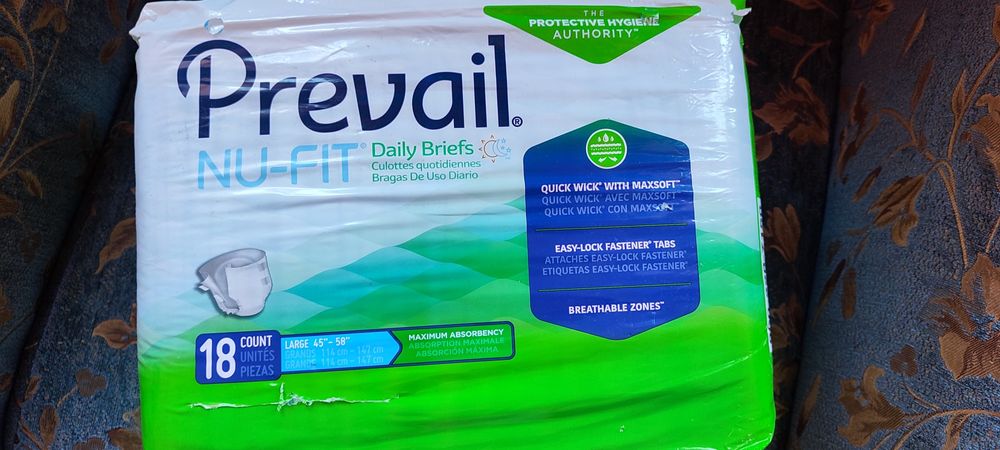 THE
PROTECTIVE HYGIENE
AUTHORITY™
Prevail®
NU-FIT® Daily Briefs
Culottes quotidiennes
Bragas De Uso Diario
QUICK WICK® WITH MAXSOFT™
QUICK WICK® AVEC MAXSOFT™
QUICK WICK® CON MAXSOFT™
EASY-LOCK FASTENER® TABS
ATTACHES EASY-LOCK FASTENER®
ETIQUETAS EASY-LOCK FASTENER®
BREATHABLE ZONES™
18 COUNT
UNITÉS
PIEZAS
LARGE 45"- 58"
GRANDS 114 cm - 147 cm
GRANDE 114 cm - 147 cm
MAXIMUM ABSORBENCY
ABSORPTION MAXIMALE
ABSORCIÓN MÁXIMA